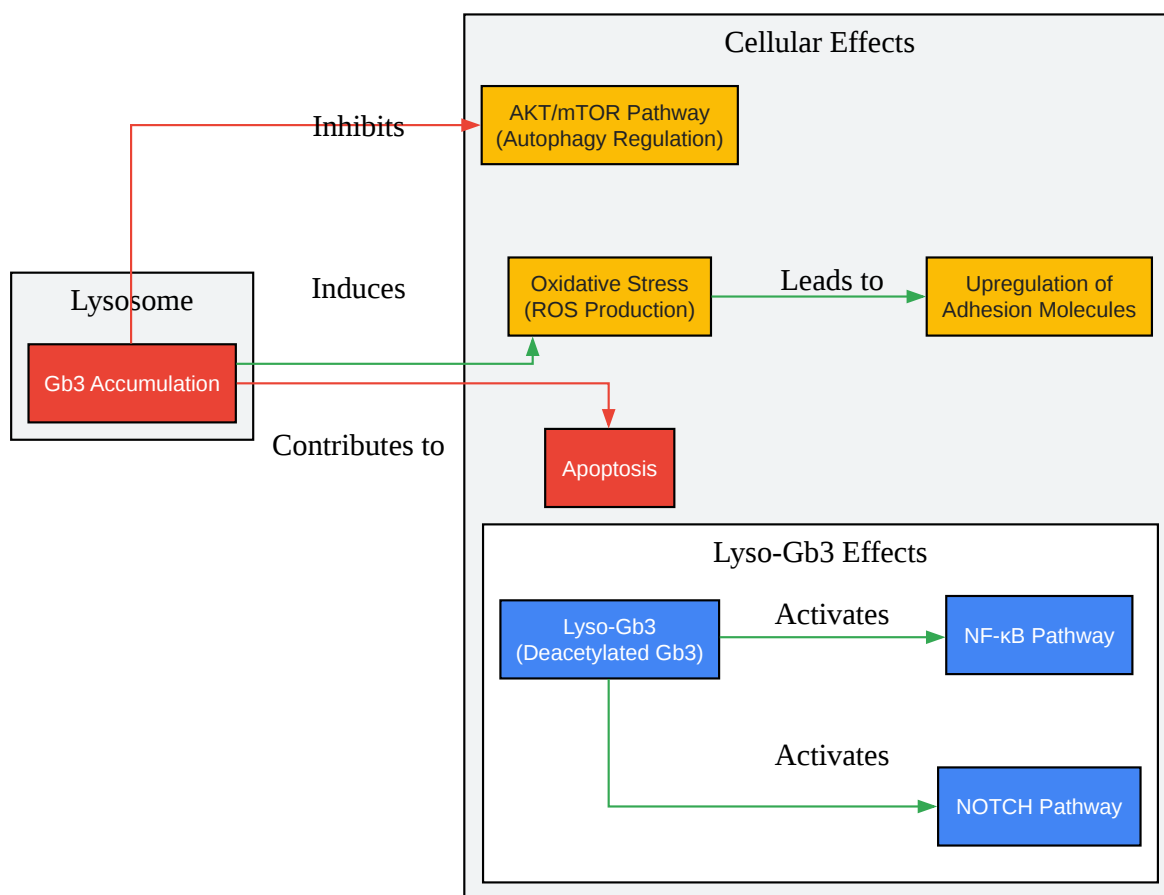 Cellular Effects
AKT/mTOR Pathway
(Autophagy Regulation)
Inhibits
Lysosome
Gb3 Accumulation
Induces
Oxidative Stress
(ROS Production)
Leads to
Upregulation of
Adhesion Molecules
Contributes to
Apoptosis
Lyso-Gb3 Effects
Lyso-Gb3
(Deacetylated Gb3)
Activates
NF-κB Pathway
Activates
NOTCH Pathway